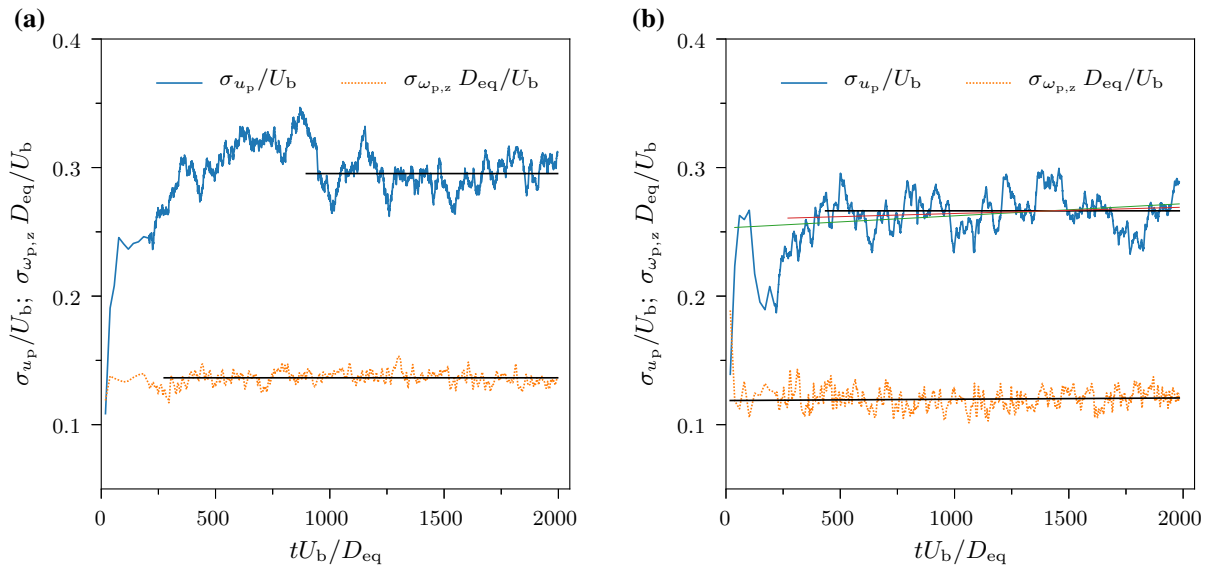 (a)
σ_{u_p}/U_b; σ_{ω_{p,z}} D_eq/U_b
0.4
0.3
0.2
0.1
σ_{u_p}/U_b
σ_{ω_{p,z}} D_eq/U_b
0 500 1000 1500 2000
tU_b/D_eq
(b)
σ_{u_p}/U_b; σ_{ω_{p,z}} D_eq/U_b
0.4
0.3
0.2
0.1
σ_{u_p}/U_b
σ_{ω_{p,z}} D_eq/U_b
0 500 1000 1500 2000
tU_b/D_eq